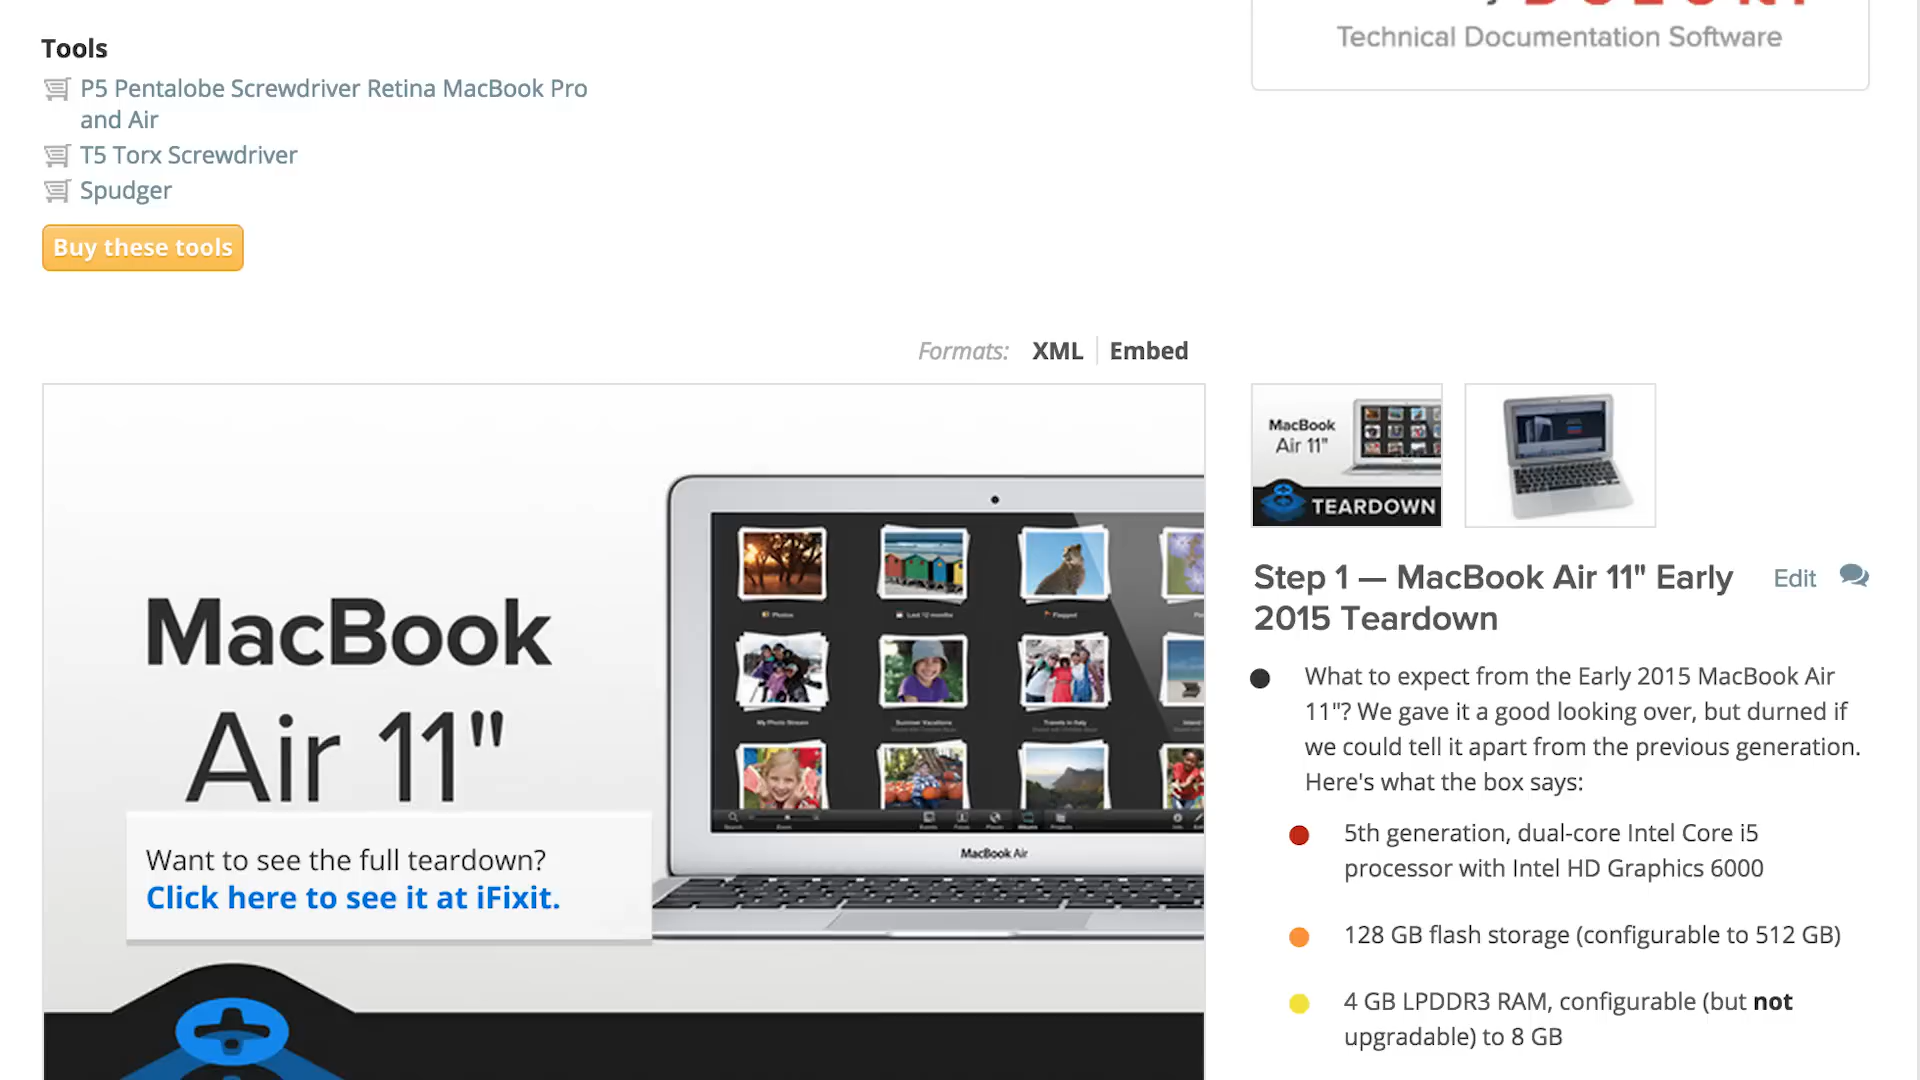 Technical Documentation Software
Tools
P5 Pentalobe Screwdriver Retina MacBook Pro
and Air
T5 Torx Screwdriver
Spudger
Buy these tools
Formats: XML Embed
MacBook
Air 11"
MacBook Air
Want to see the full teardown?
Click here to see it at iFixit.
MacBook
Air 11"
TEARDOWN
Step 1 — MacBook Air 11" Early
2015 Teardown
Edit
What to expect from the Early 2015 MacBook Air
11"? We gave it a good looking over, but durned if
we could tell it apart from the previous generation.
Here's what the box says:
5th generation, dual-core Intel Core i5
processor with Intel HD Graphics 6000
128 GB flash storage (configurable to 512 GB)
4 GB LPDDR3 RAM, configurable (but not
upgradable) to 8 GB